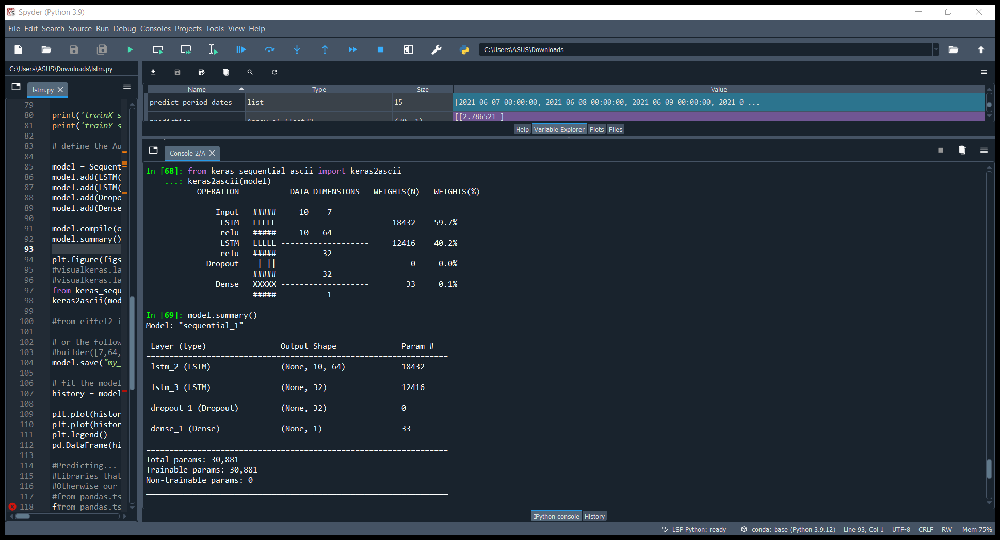 Spyder (Python 3.9)
File Edit Search Source Run Debug Consoles Projects Tools View Help
C:\Users\ASUS\Downloads
C:\Users\ASUS\Downloads\lstm.py
lstm.py
79
80 print('trainX s
81 print('trainY s
82
83 # define the Au
84
85 model = Sequent
86 model.add(LSTM(
87 model.add(LSTM(
88 model.add(Dropo
89 model.add(Dense
90
91 model.compile(o
92 model.summary()
93
94 plt.figure(figs
95 #visualkeras.la
96 #visualkeras.la
97 from keras_sequ
98 keras2ascii(mod
99
100 #from eiffel2 i
101
102 # or the follow
103 #builder([7,64,
104 model.save("my_
105
106 # fit the model
107 history = model
108
109 plt.plot(histor
110 plt.plot(histor
111 plt.legend()
112 pd.DataFrame(hi
113
114 #Predicting...
115 #Libraries that
116 #Otherwise our
117 #from pandas.ts
118 f#rom pandas.ts
Name Type Size Value
predict_period_dates list 15 [2021-06-07 00:00:00, 2021-06-08 00:00:00, 2021-06-09 00:00:00, 2021-0 ...
prediction Array of float32 (30, 1) [[2.786521 ]
Help Variable Explorer Plots Files
Console 2/A
In [68]: from keras_sequential_ascii import keras2ascii
...: keras2ascii(model)
OPERATION DATA DIMENSIONS WEIGHTS(N) WEIGHTS(%)
Input ##### 10 7
LSTM LLLLL ------------------- 18432 59.7%
relu ##### 10 64
LSTM LLLLL ------------------- 12416 40.2%
relu ##### 32
Dropout | || ------------------- 0 0.0%
##### 32
Dense XXXXX ------------------- 33 0.1%
##### 1
In [69]: model.summary()
Model: "sequential_1"
_________________________________________________________________
Layer (type) Output Shape Param #
=================================================================
lstm_2 (LSTM) (None, 10, 64) 18432
lstm_3 (LSTM) (None, 32) 12416
dropout_1 (Dropout) (None, 32) 0
dense_1 (Dense) (None, 1) 33
=================================================================
Total params: 30,881
Trainable params: 30,881
Non-trainable params: 0
_________________________________________________________________
IPython console History
LSP Python: ready conda: base (Python 3.9.12) Line 93, Col 1 UTF-8 CRLF RW Mem 75%